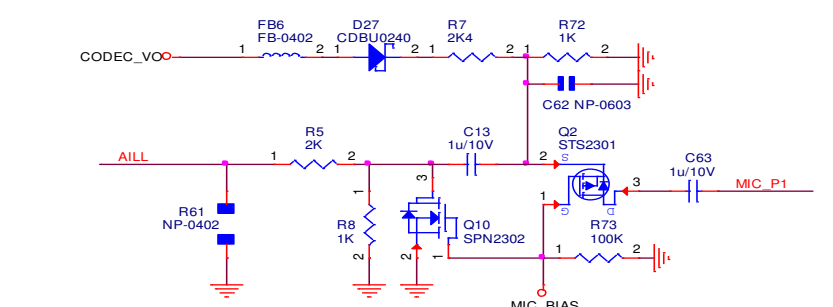 FB6 D27 R7 R72
FB-0402 CDBU0240 2K4 1K
CODEC_VO 1 2 1 2 1 2 1 2
C62 NP-0603
R5 C13 Q2
2K 1u/10V STS2301 C63
AILL 1 2 2 S 1u/10V
3 1 3 MIC_P1
R61 1 G D
NP-0402 R8 Q10 R73
1K SPN2302 1 100K 2
2 2 1
MIC_BIAS